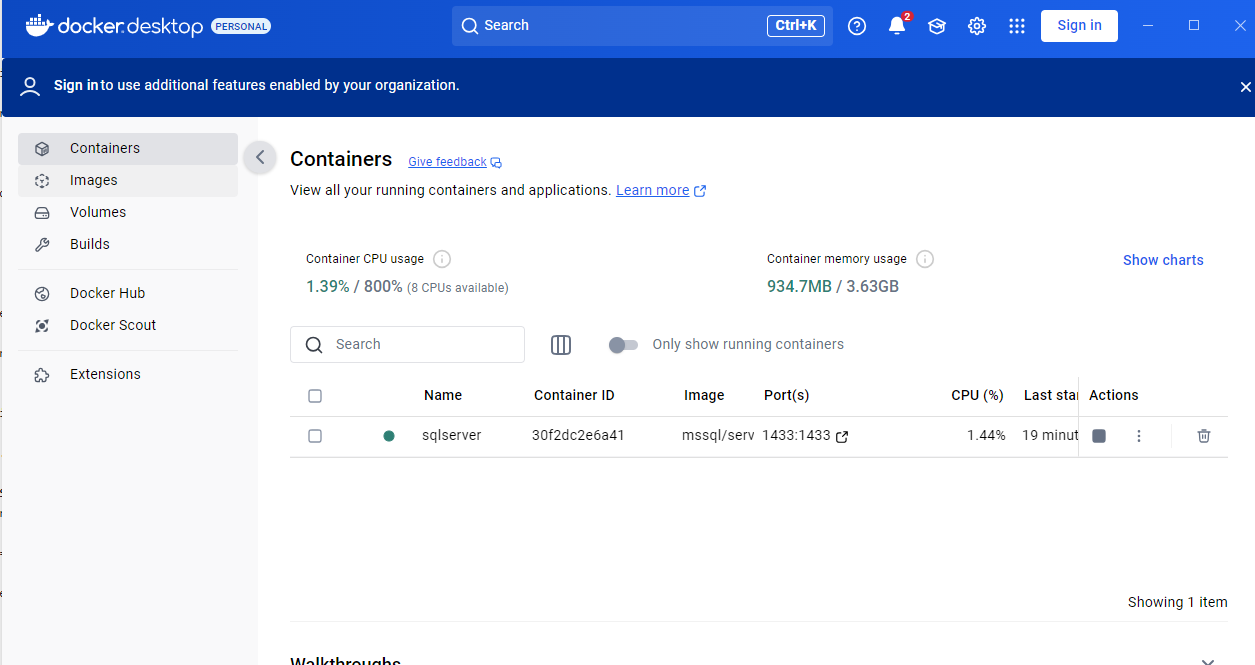 docker.desktop PERSONAL Search Ctrl+K 2 Sign in
Sign in to use additional features enabled by your organization.
Containers
Images
Volumes
Builds
Docker Hub
Docker Scout
Extensions
Containers Give feedback
View all your running containers and applications. Learn more
Container CPU usage
1.39% / 800% (8 CPUs available)
Container memory usage
934.7MB / 3.63GB
Show charts
Search Only show running containers
Name Container ID Image Port(s) CPU (%) Last star Actions
sqlserver 30f2dc2e6a41 mssql/serv 1433:1433 1.44% 19 minut
Showing 1 item
Walkthroughs